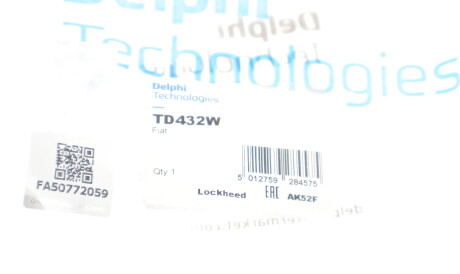 Delphi
Technologies
Delphi
Technologies
TD432W
Fiat
Qty 1
5 012759 284575
Lockheed EAC AK52F
FA50772059